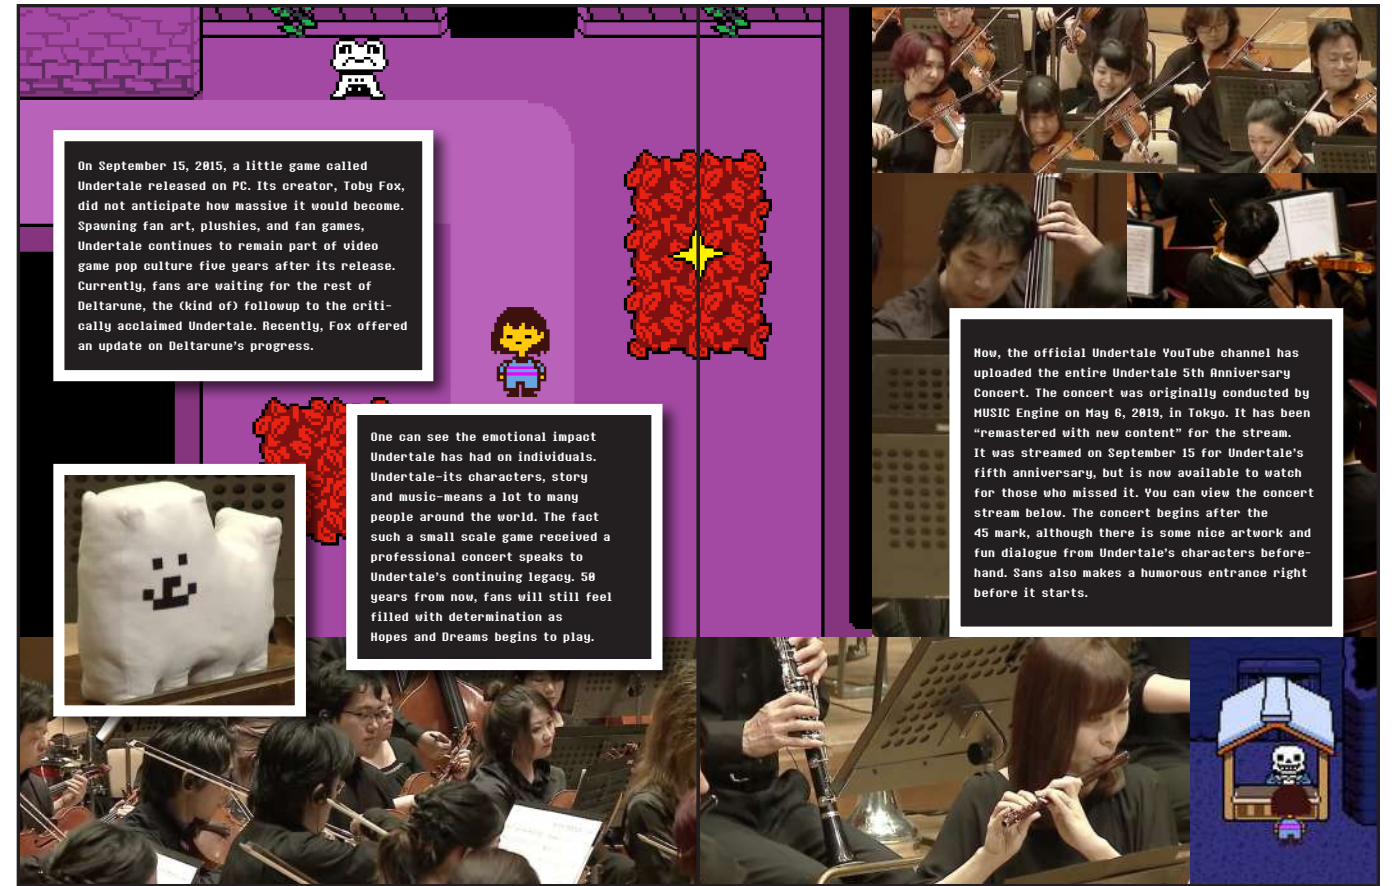 On September 15, 2015, a little game called
Undertale released on PC. Its creator, Toby Fox,
did not anticipate how massive it would become.
Spawning fan art, plushies, and fan games,
Undertale continues to remain part of video
game pop culture five years after its release.
Currently, fans are waiting for the rest of
Deltarune, the (kind of) followup to the criti-
cally acclaimed Undertale. Recently, Fox offered
an update on Deltarune's progress.
One can see the emotional impact
Undertale has had on individuals.
Undertale-its characters, story
and music-means a lot to many
people around the world. The fact
such a small scale game received a
professional concert speaks to
Undertale's continuing legacy. 50
years from now, fans will still feel
filled with determination as
Hopes and Dreams begins to play.
Now, the official Undertale YouTube channel has
uploaded the entire Undertale 5th Anniversary
Concert. The concert was originally conducted by
MUSIC Engine on May 6, 2019, in Tokyo. It has been
“remastered with new content” for the stream.
It was streamed on September 15 for Undertale's
fifth anniversary, but is now available to watch
for those who missed it. You can view the concert
stream below. The concert begins after the
45 mark, although there is some nice artwork and
fun dialogue from Undertale's characters before-
hand. Sans also makes a humorous entrance right
before it starts.